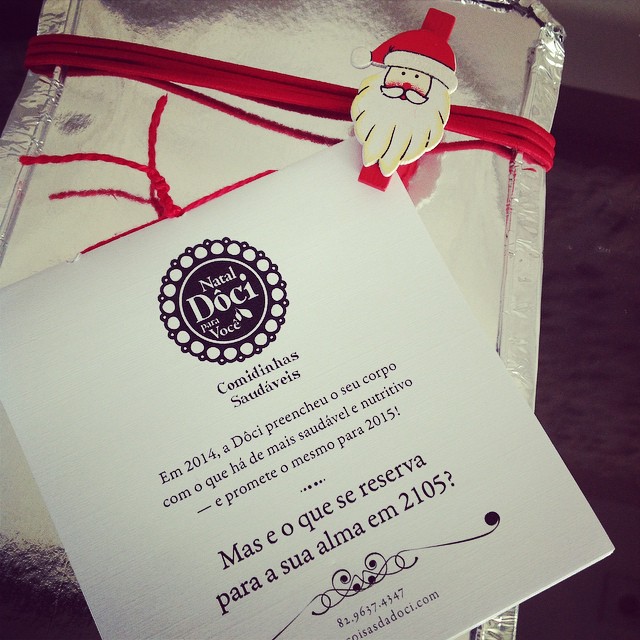 Natal
Dôci
para
Você
Comidinhas
Saudáveis
Em 2014, a Dôci preencheu o seu corpo
com o que há de mais saudável e nutritivo
— e promete o mesmo para 2015!
Mas e o que se reserva
para a sua alma em 2105?
82.9637.4347
coisasdadoci.com